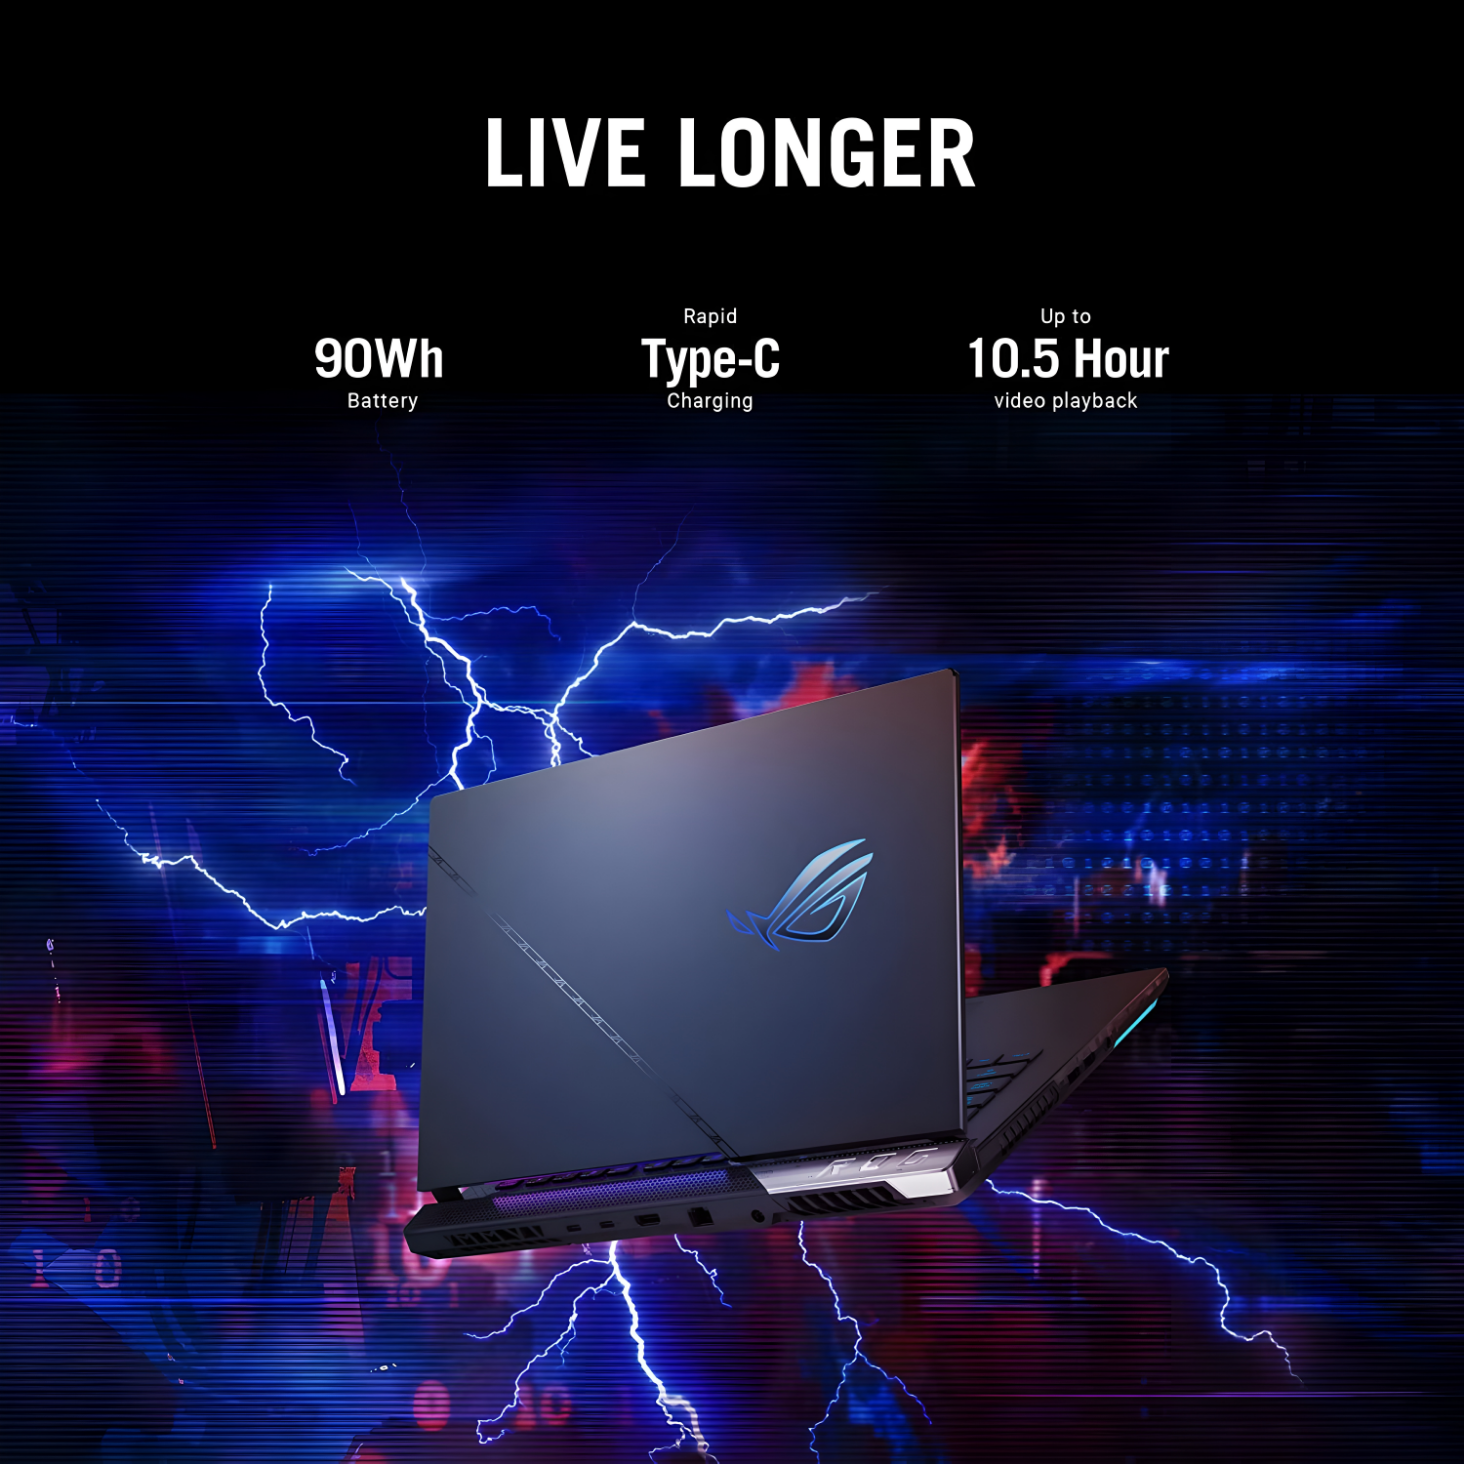 LIVE LONGER
90Wh
Battery
Rapid
Type-C
Charging
Up to
10.5 Hour
video playback